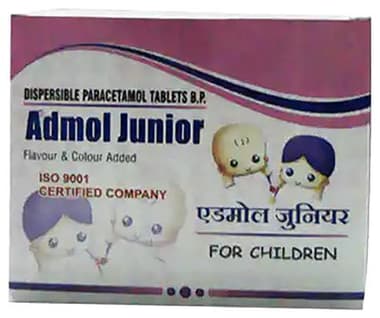 DISPERSIBLE PARACETAMOL TABLETS B.P.
Admol Junior
Flavour & Colour Added
ISO 9001
CERTIFIED COMPANY
एडमोल जुनियर
FOR CHILDREN